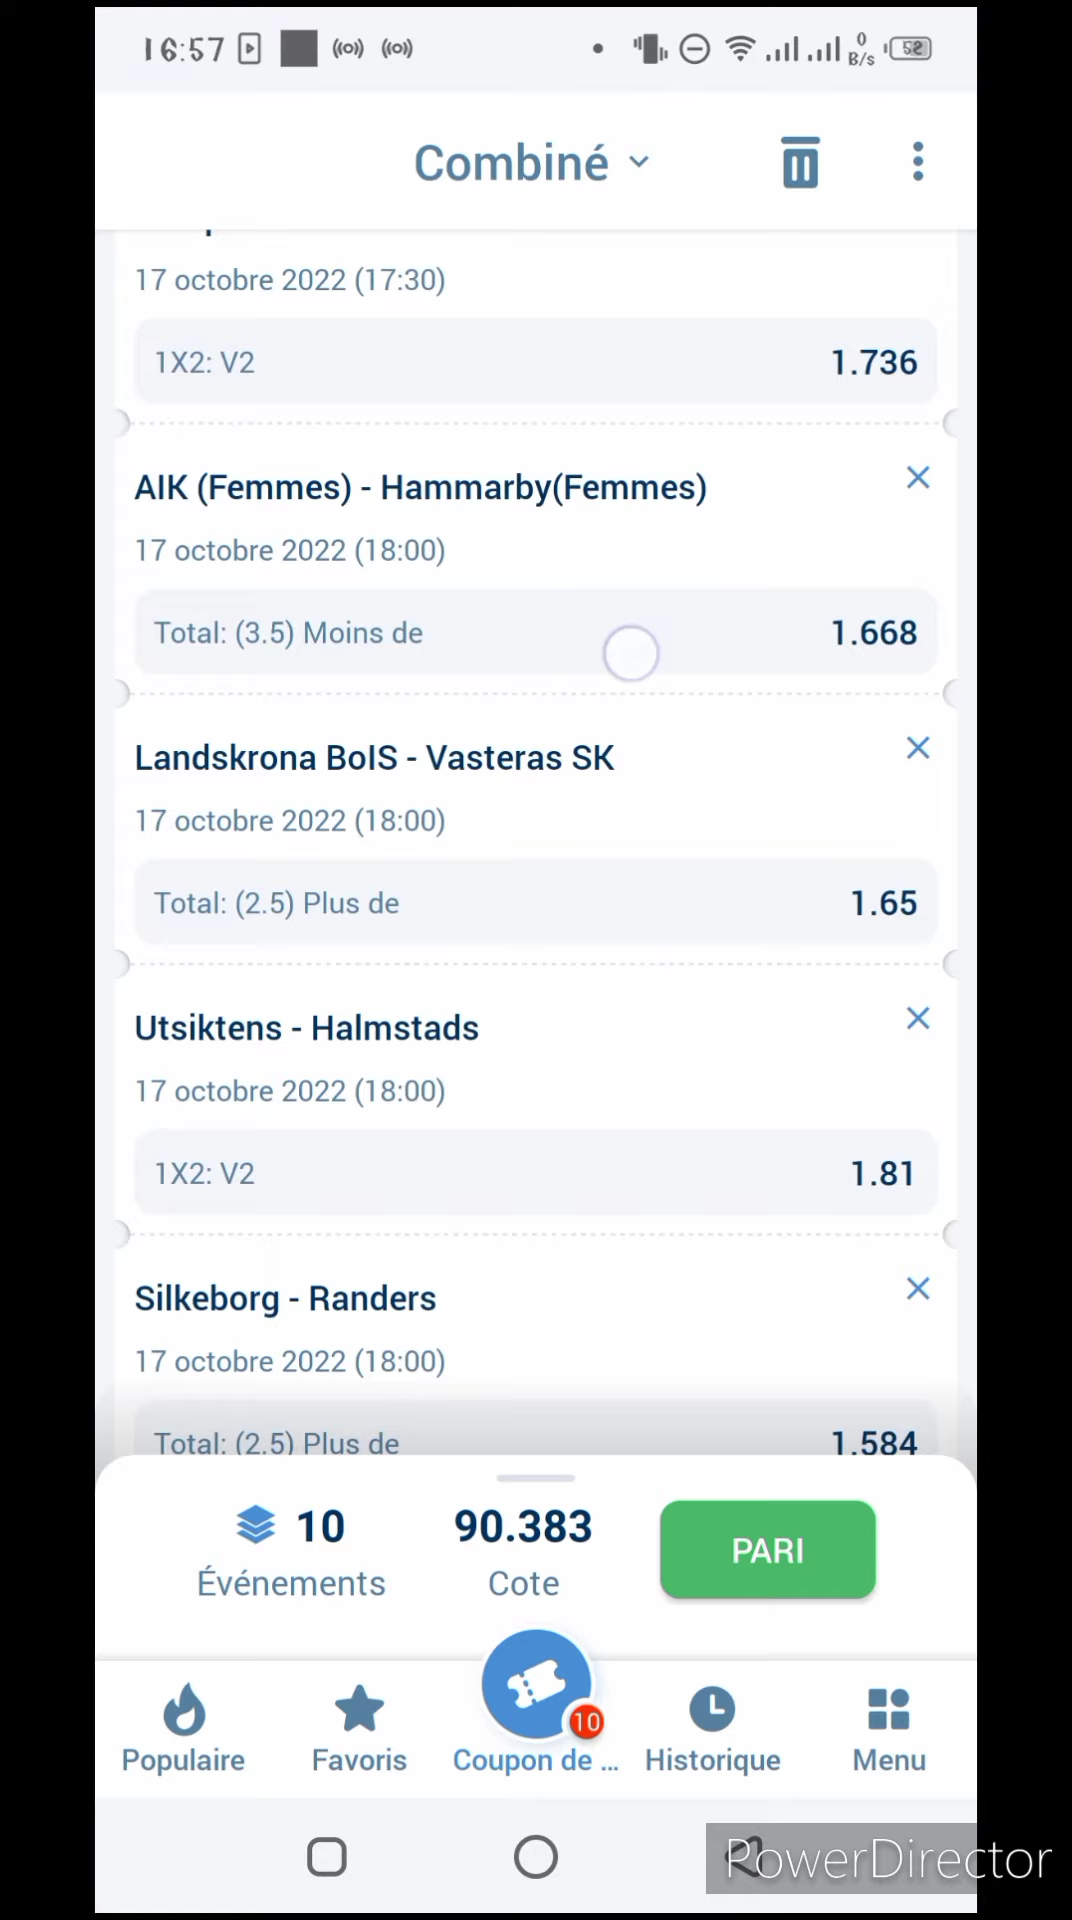 16:57
0 B/s
52
Combiné
17 octobre 2022 (17:30)
1X2: V2 1.736
AIK (Femmes) - Hammarby(Femmes)
17 octobre 2022 (18:00)
Total: (3.5) Moins de 1.668
Landskrona BoIS - Vasteras SK
17 octobre 2022 (18:00)
Total: (2.5) Plus de 1.65
Utsiktens - Halmstads
17 octobre 2022 (18:00)
1X2: V2 1.81
Silkeborg - Randers
17 octobre 2022 (18:00)
Total: (2.5) Plus de 1.584
10 90.383 PARI
Événements Cote
10
Populaire Favoris Coupon de ... Historique Menu
PowerDirector